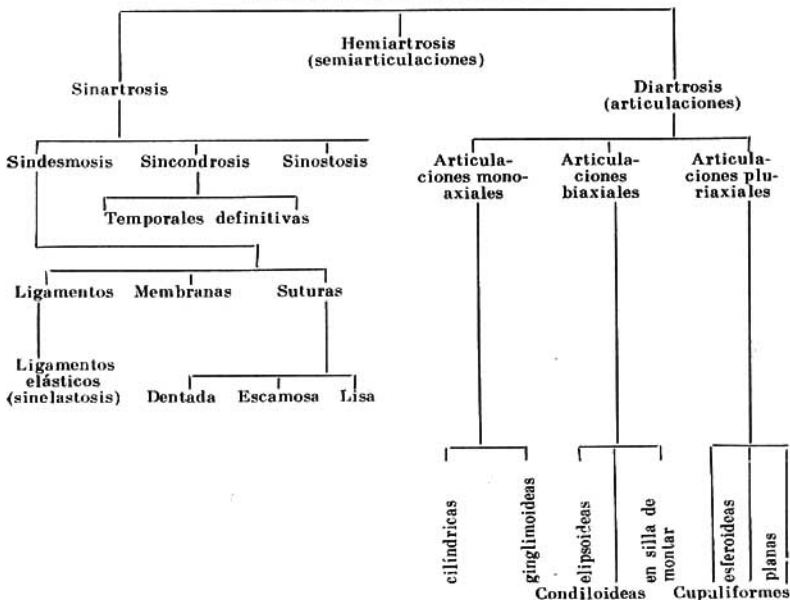 Hemiartrosis
(semiarticulaciones)
Sinartrosis
Diartrosis
(articulaciones)
Sindesmosis Sincondrosis Sinostosis
Articula-
ciones mono-
axiales
Articula-
ciones
biaxiales
Articula-
ciones plu-
riaxiales
Temporales definitivas
Ligamentos Membranas Suturas
Ligamentos
elásticos
(sinelastosis)
Dentada Escamosa Lisa
cilíndricas
ginglimoideas
elipsoideas
en silla de
montar
esferoideas
planas
Condiloideas Cupuliformes